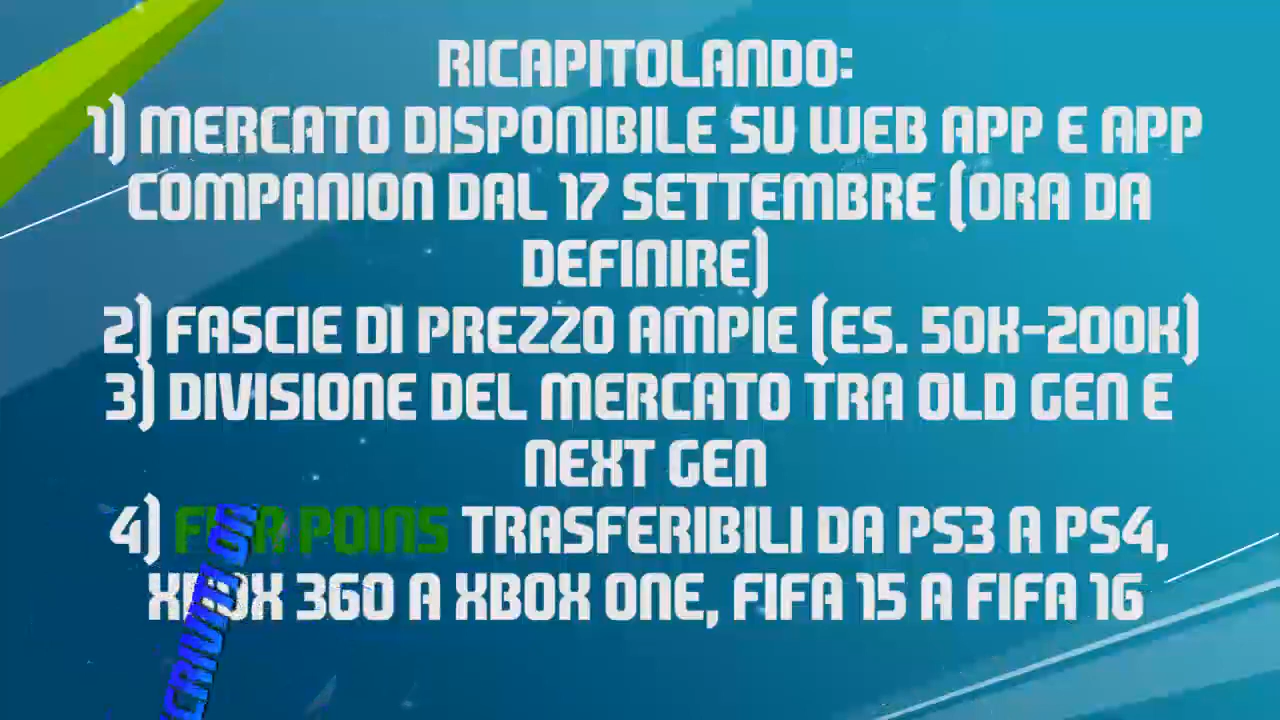 RICAPITOLANDO:
1) MERCATO DISPONIBILE SU WEB APP E APP
COMPANION DAL 17 SETTEMBRE (ORA DA
DEFINIRE)
2) FASCIE DI PREZZO AMPIE (ES. 50K-200K)
3) DIVISIONE DEL MERCATO TRA OLD GEN E
NEXT GEN
4) POINS TRASFERIBILI DA PS3 A PS4,
360 A XBOX ONE, FIFA 15 A FIFA 16